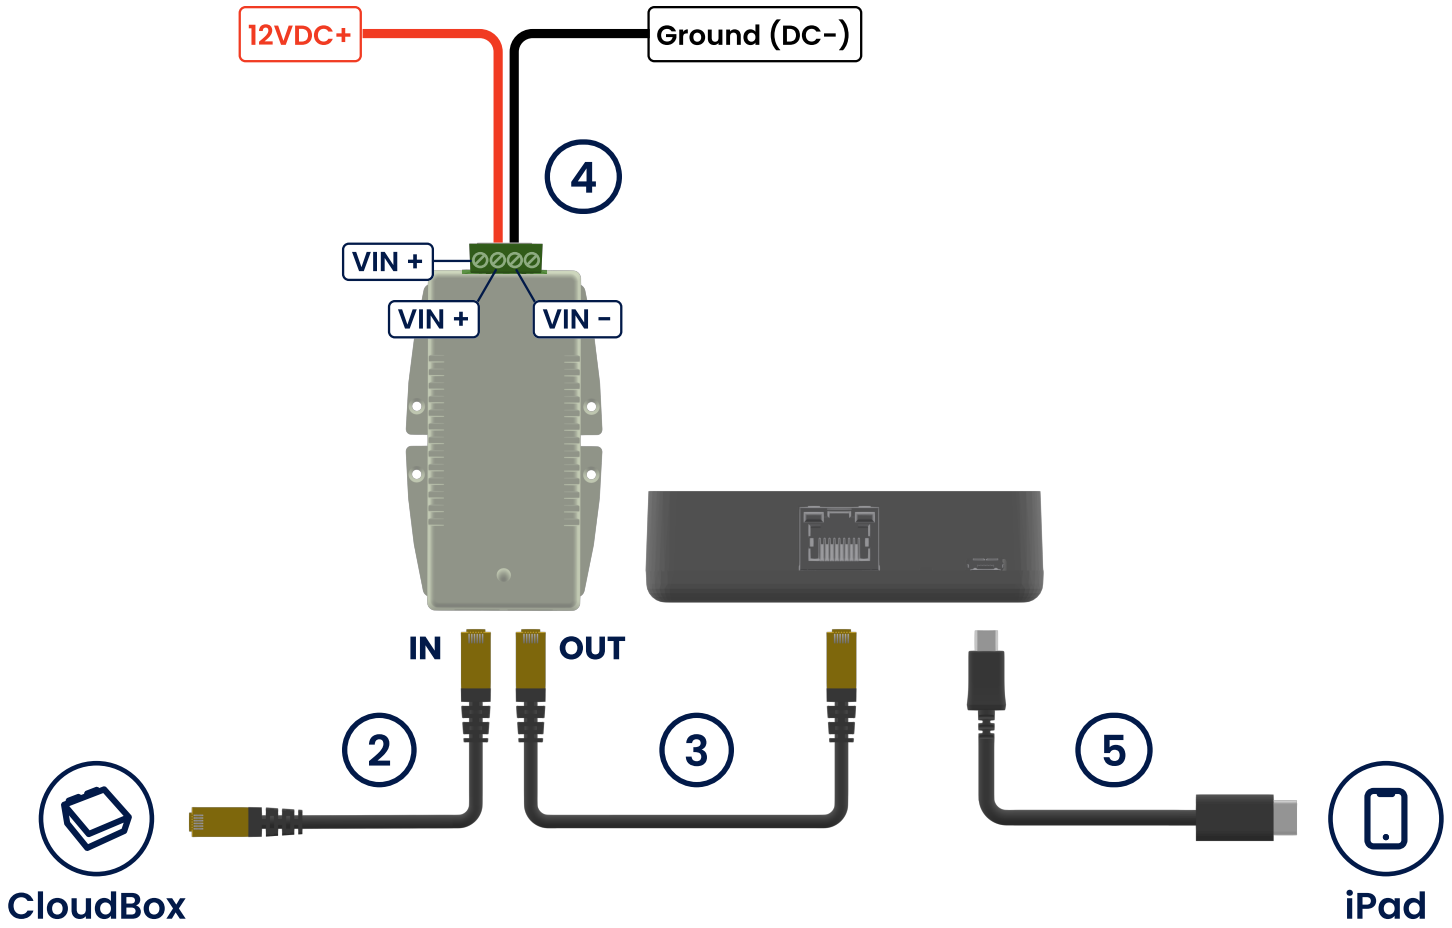 12VDC+
Ground (DC-)
4
VIN +
VIN +
VIN -
IN
OUT
2
3
5
CloudBox
iPad